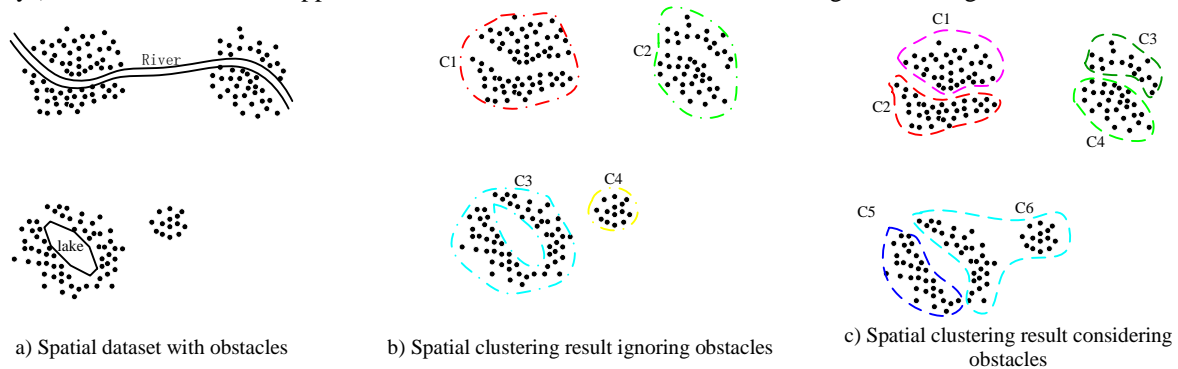 River
lake
a) Spatial dataset with obstacles
C1
C2
C3
C4
b) Spatial clustering result ignoring obstacles
C1
C3
C2
C4
C5
C6
c) Spatial clustering result considering
obstacles